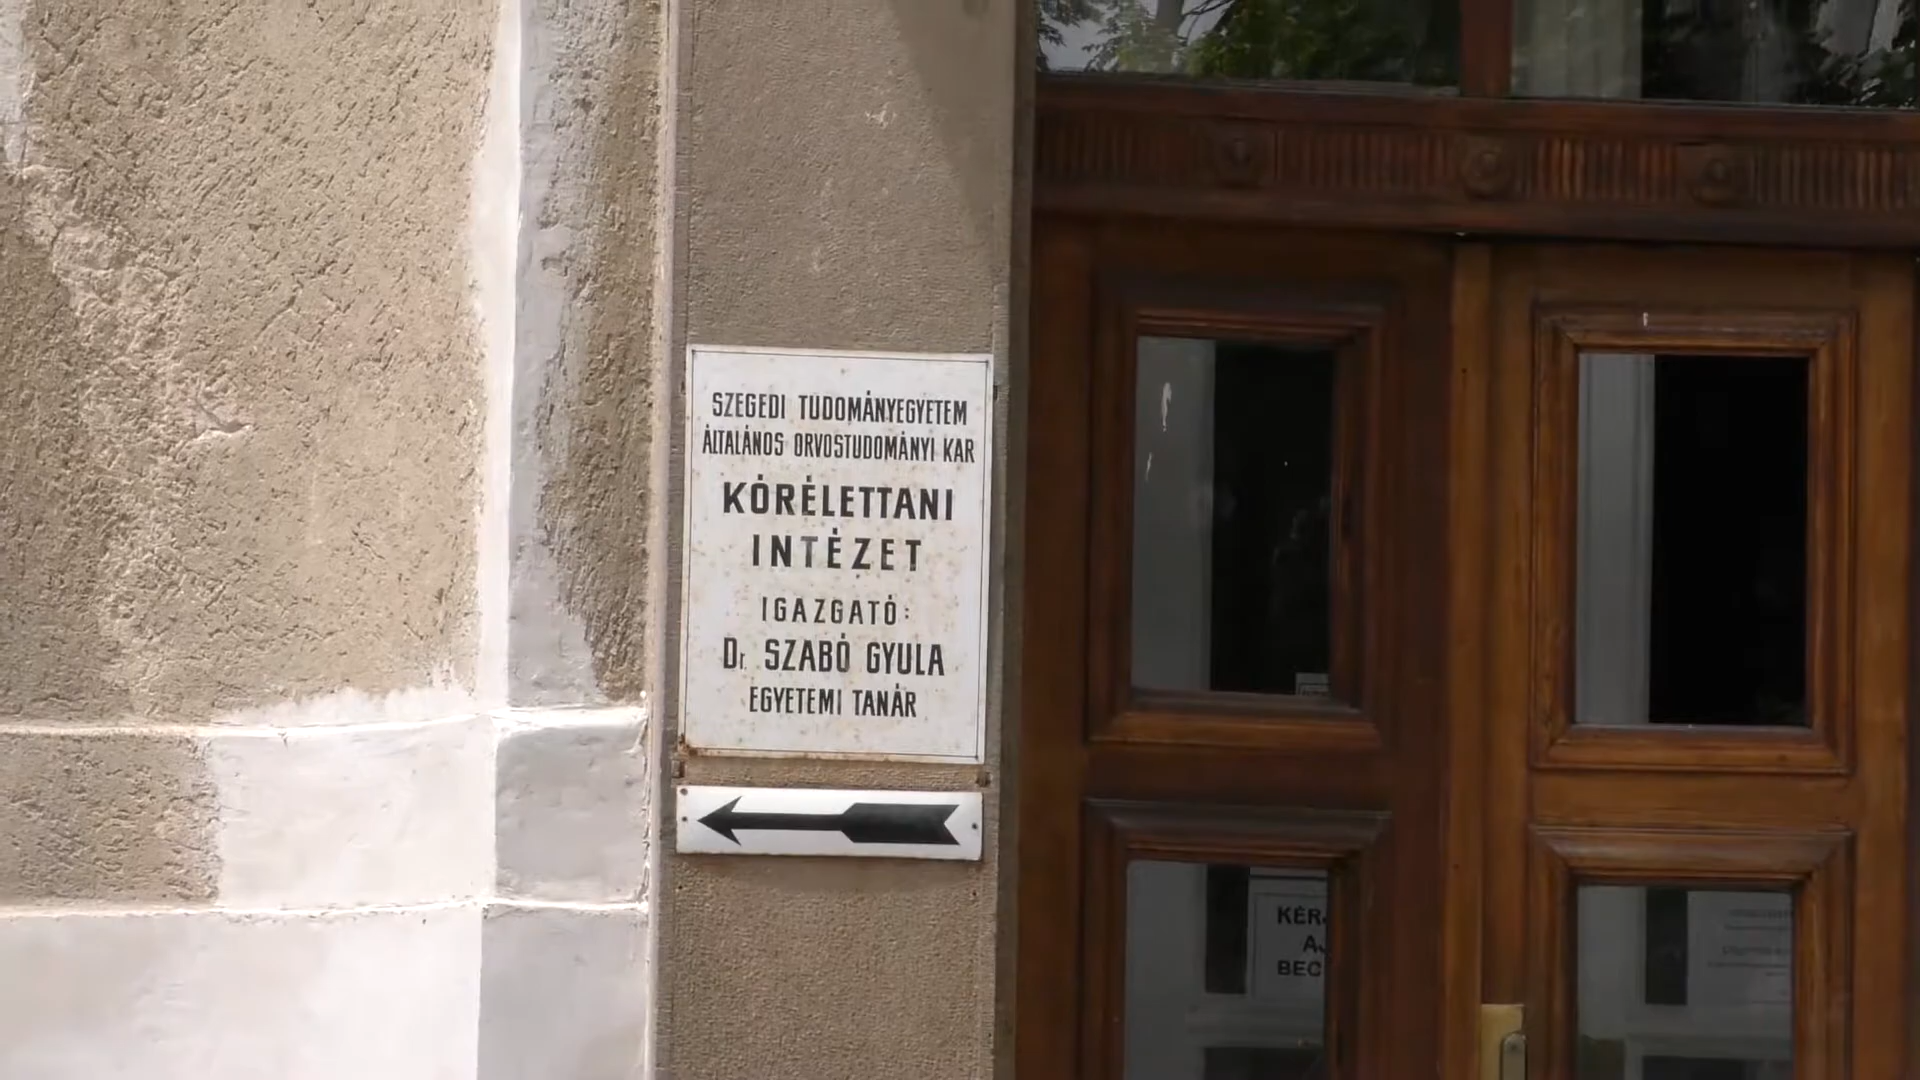 SZEGEDI TUDOMÁNYEGYETEM
ÁLTALÁNOS ORVOSTUDOMÁNYI KAR
KÓRÉLETTANI
INTÉZET
IGAZGATÓ:
Dr. SZABÓ GYULA
EGYETEMI TANÁR